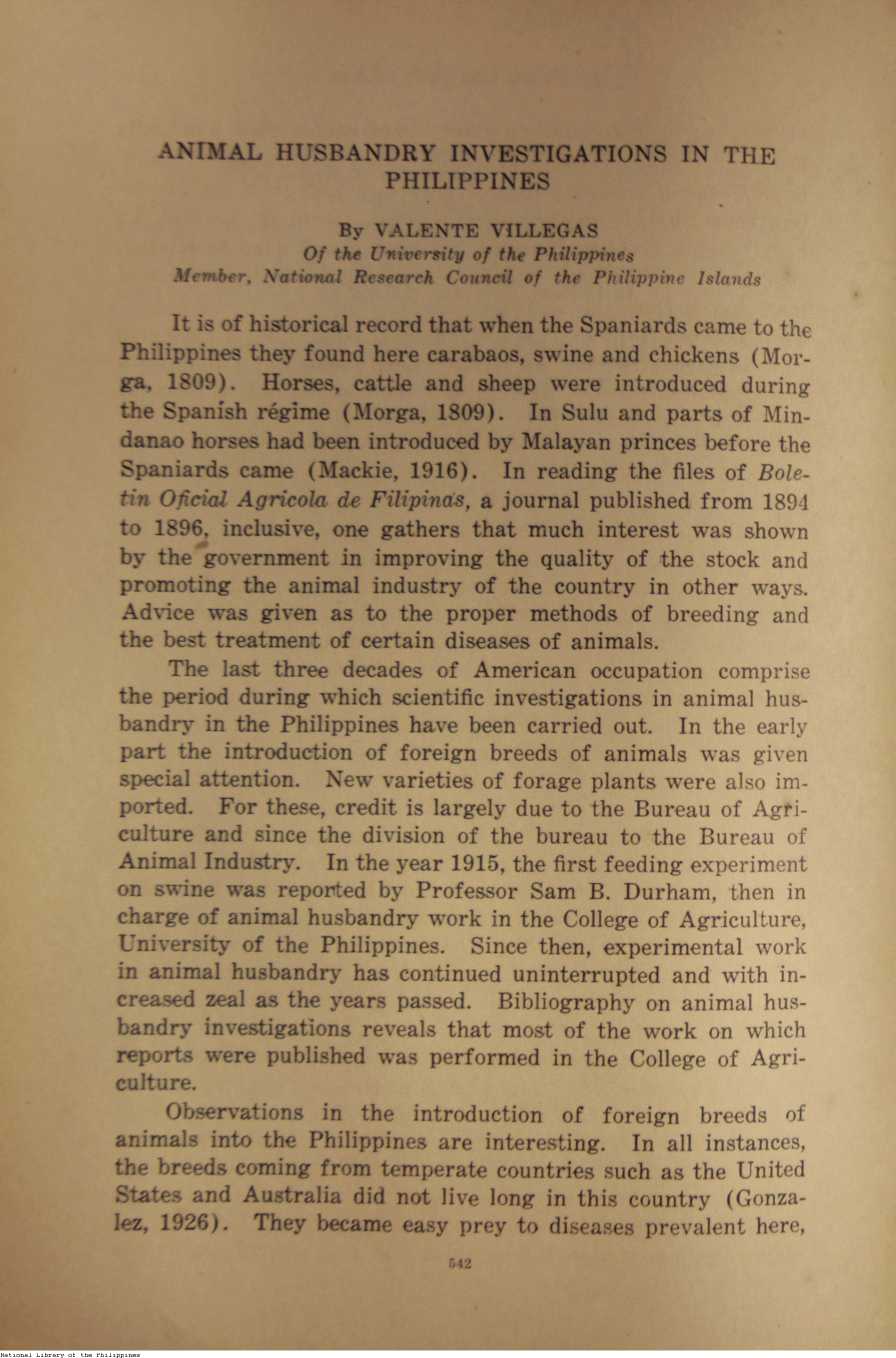 ANIMAL HUSBANDRY INVESTIGATIONS IN THE
PHILIPPINES
By VALENTE VILLEGAS
Of the University of the Philippines
Member, National Research Council of the Philippine Islands
It is of historical record that when the Spaniards came to the
Philippines they found here carabaos, swine and chickens (Mor-
ga, 1809). Horses, cattle and sheep were introduced during
the Spanish régime (Morga, 1809). In Sulu and parts of Min-
danao horses had been introduced by Malayan princes before the
Spaniards came (Mackie, 1916). In reading the files of Bole-
tin Oficial Agricola de Filipinas, a journal published from 1894
to 1896, inclusive, one gathers that much interest was shown
by the government in improving the quality of the stock and
promoting the animal industry of the country in other ways.
Advice was given as to the proper methods of breeding and
the best treatment of certain diseases of animals.
The last three decades of American occupation comprise
the period during which scientific investigations in animal hus-
bandry in the Philippines have been carried out. In the early
part the introduction of foreign breeds of animals was given
special attention. New varieties of forage plants were also im-
ported. For these, credit is largely due to the Bureau of Agri-
culture and since the division of the bureau to the Bureau of
Animal Industry. In the year 1915, the first feeding experiment
on swine was reported by Professor Sam B. Durham, then in
charge of animal husbandry work in the College of Agriculture,
University of the Philippines. Since then, experimental work
in animal husbandry has continued uninterrupted and with in-
creased zeal as the years passed. Bibliography on animal hus-
bandry investigations reveals that most of the work on which
reports were published was performed in the College of Agri-
culture.
Observations in the introduction of foreign breeds of
animals into the Philippines are interesting. In all instances,
the breeds coming from temperate countries such as the United
States and Australia did not live long in this country (Gonza-
lez, 1926). They became easy prey to diseases prevalent here,
542
National Library of the Philippines